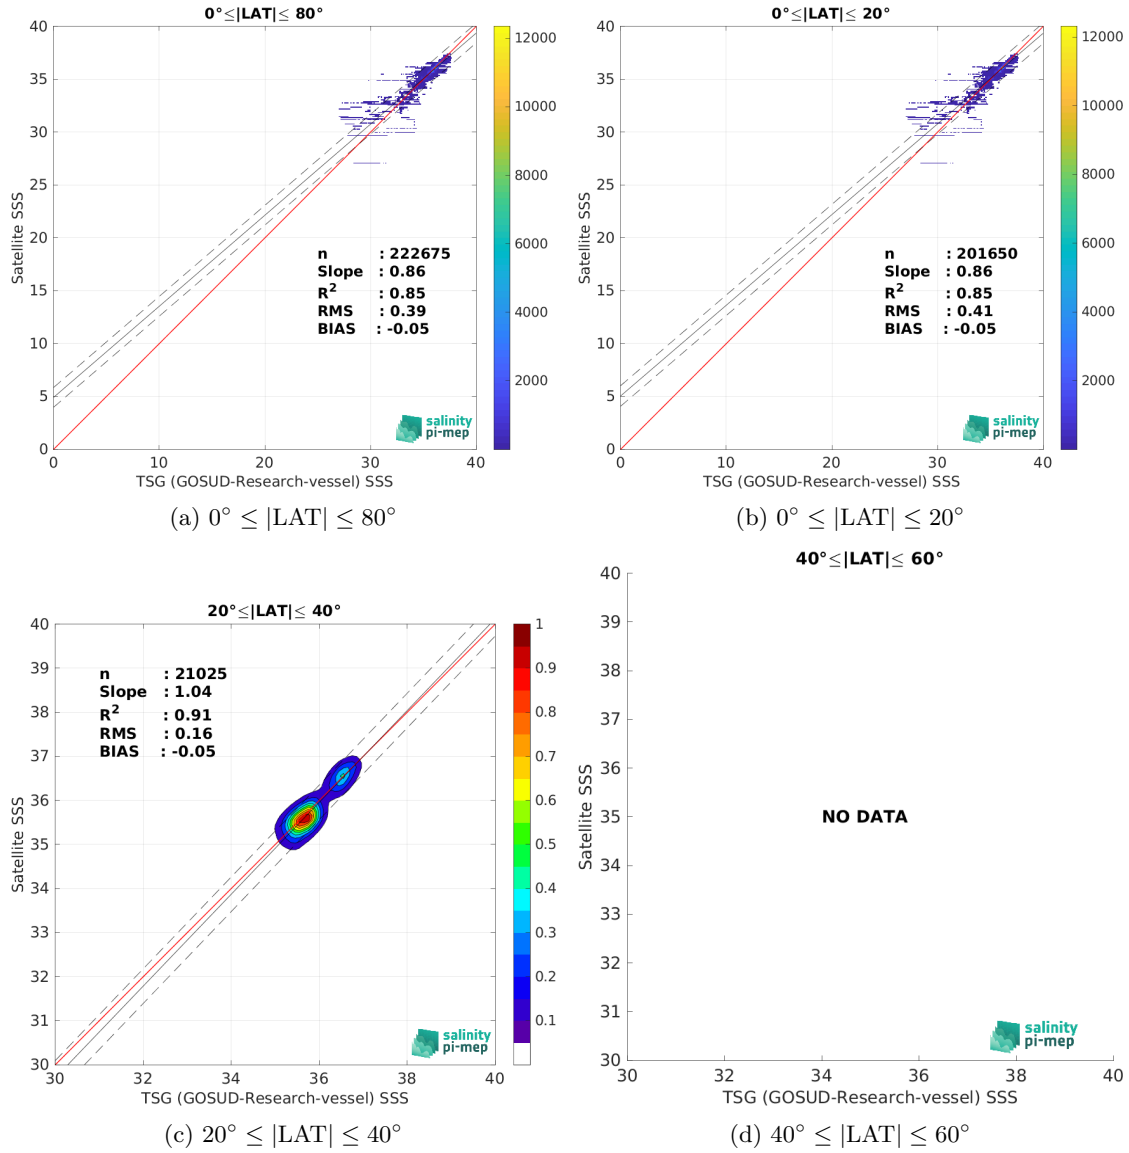 0°≤|LAT|≤ 80°
40
35
30
25
20
15
10
5
0
Satellite SSS
n : 222675
Slope : 0.86
R² : 0.85
RMS : 0.39
BIAS : -0.05
salinity
pi-mep
0 10 20 30 40
TSG (GOSUD-Research-vessel) SSS
12000
10000
8000
6000
4000
2000
(a) 0° ≤ |LAT| ≤ 80°
0°≤|LAT|≤ 20°
40
35
30
25
20
15
10
5
0
Satellite SSS
n : 201650
Slope : 0.86
R² : 0.85
RMS : 0.41
BIAS : -0.05
salinity
pi-mep
0 10 20 30 40
TSG (GOSUD-Research-vessel) SSS
12000
10000
8000
6000
4000
2000
(b) 0° ≤ |LAT| ≤ 20°
20°≤|LAT|≤ 40°
40
39
38
37
36
35
34
33
32
31
30
Satellite SSS
n : 21025
Slope : 1.04
R² : 0.91
RMS : 0.16
BIAS : -0.05
salinity
pi-mep
30 32 34 36 38 40
TSG (GOSUD-Research-vessel) SSS
1
0.9
0.8
0.7
0.6
0.5
0.4
0.3
0.2
0.1
(c) 20° ≤ |LAT| ≤ 40°
40°≤|LAT|≤ 60°
40
39
38
37
36
35
34
33
32
31
30
Satellite SSS
NO DATA
salinity
pi-mep
30 32 34 36 38 40
TSG (GOSUD-Research-vessel) SSS
(d) 40° ≤ |LAT| ≤ 60°